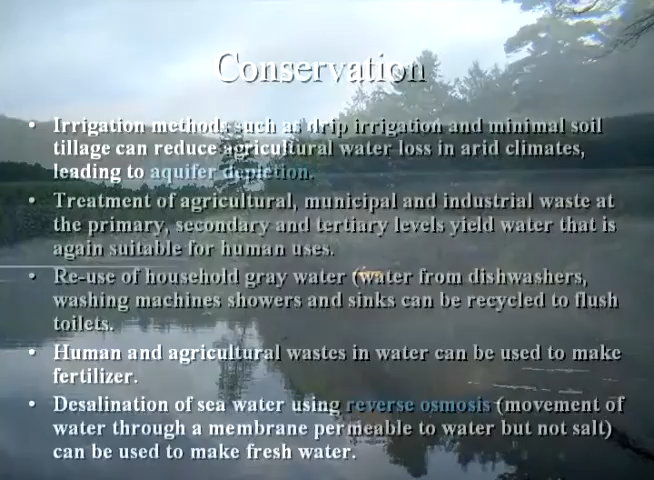 Conservation
• Irrigation methods such as drip irrigation and minimal soil
tillage can reduce agricultural water loss in arid climates,
leading to aquifer depletion.
• Treatment of agricultural, municipal and industrial waste at
the primary, secondary and tertiary levels yield water that is
again suitable for human uses.
• Re-use of household gray water (water from dishwashers,
washing machines showers and sinks can be recycled to flush
toilets.
• Human and agricultural wastes in water can be used to make
fertilizer.
• Desalination of sea water using reverse osmosis (movement of
water through a membrane permeable to water but not salt)
can be used to make fresh water.